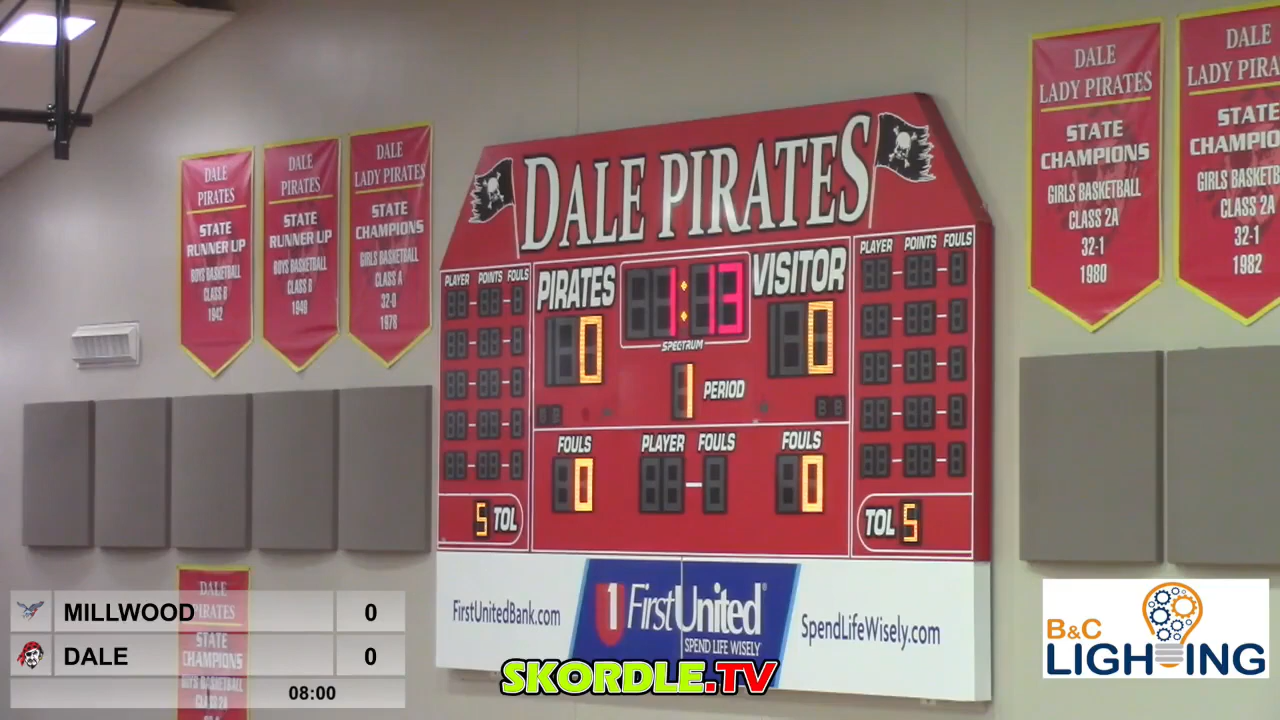 DALE
PIRATES
STATE
RUNNER UP
BOYS BASKETBALL
CLASS B
1942
DALE
PIRATES
STATE
RUNNER UP
BOYS BASKETBALL
CLASS B
1946
DALE
LADY PIRATES
STATE
CHAMPIONS
GIRLS BASKETBALL
CLASS A
32-0
1978
DALE PIRATES
PLAYER POINTS FOULS
PIRATES
1:13
VISITOR
PLAYER POINTS FOULS
0
SPECTRUM
0
1 PERIOD
FOULS
PLAYER FOULS
FOULS
0
0
5 TOL
TOL 5
FirstUnitedBank.com
1 FirstUnited
SPEND LIFE WISELY
SpendLifeWisely.com
DALE
LADY PIRATES
STATE
CHAMPIONS
GIRLS BASKETBALL
CLASS 2A
32-1
1980
DALE
LADY PIRA
STATE
CHAMPION
GIRLS BASKETB
CLASS 2A
32-1
1982
DALE
PIRATES
STATE
CHAMPIONS
BOYS BASKETBALL
MILLWOOD 0
DALE 0
08:00
SKORDLE.TV
B&C
LIGHTING